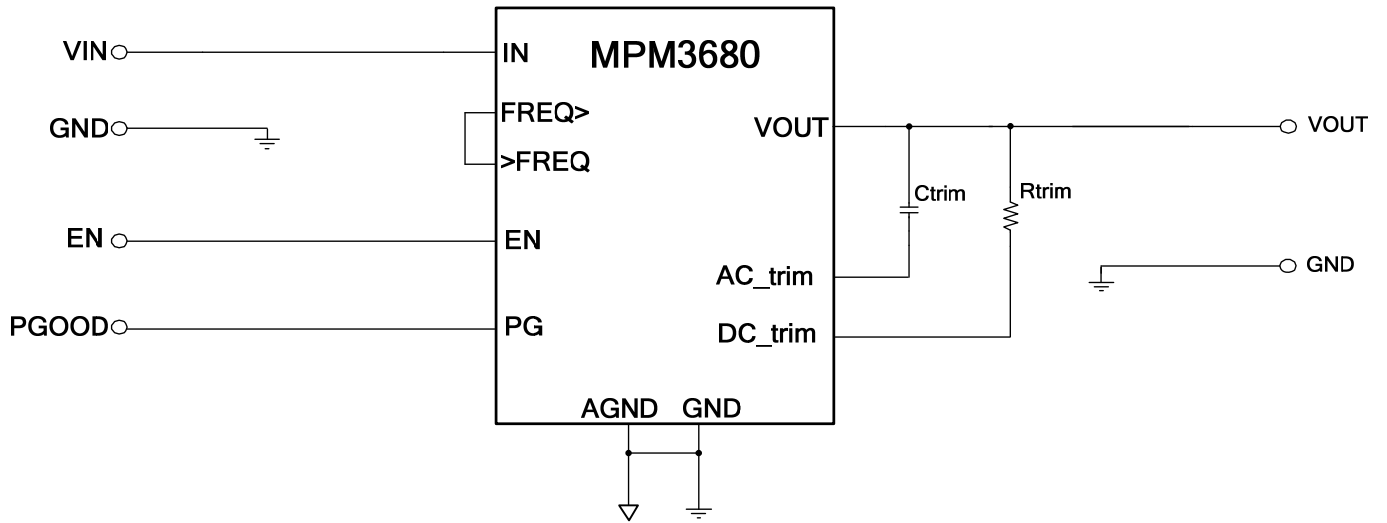 VIN
IN
MPM3680
GND
FREQ>
>FREQ
VOUT
VOUT
Ctrim
Rtrim
EN
EN
AC_trim
GND
PGOOD
PG
DC_trim
AGND
GND